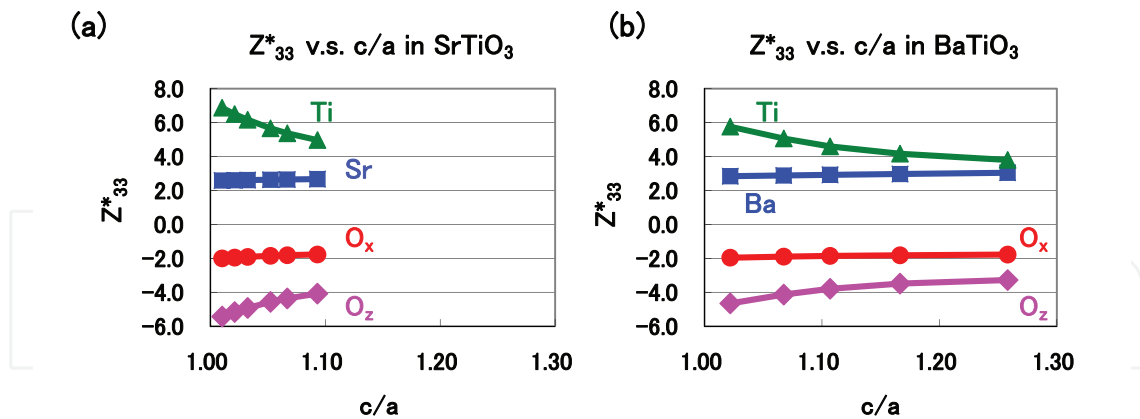 (a)
Z*33 v.s. c/a in SrTiO3
8.0
6.0
4.0
2.0
0.0
−2.0
−4.0
−6.0
Z*33
Ti
Sr
Ox
Oz
1.00
1.10
1.20
1.30
c/a
(b)
Z*33 v.s. c/a in BaTiO3
8.0
6.0
4.0
2.0
0.0
−2.0
−4.0
−6.0
Z*33
Ti
Ba
Ox
Oz
1.00
1.10
1.20
1.30
c/a